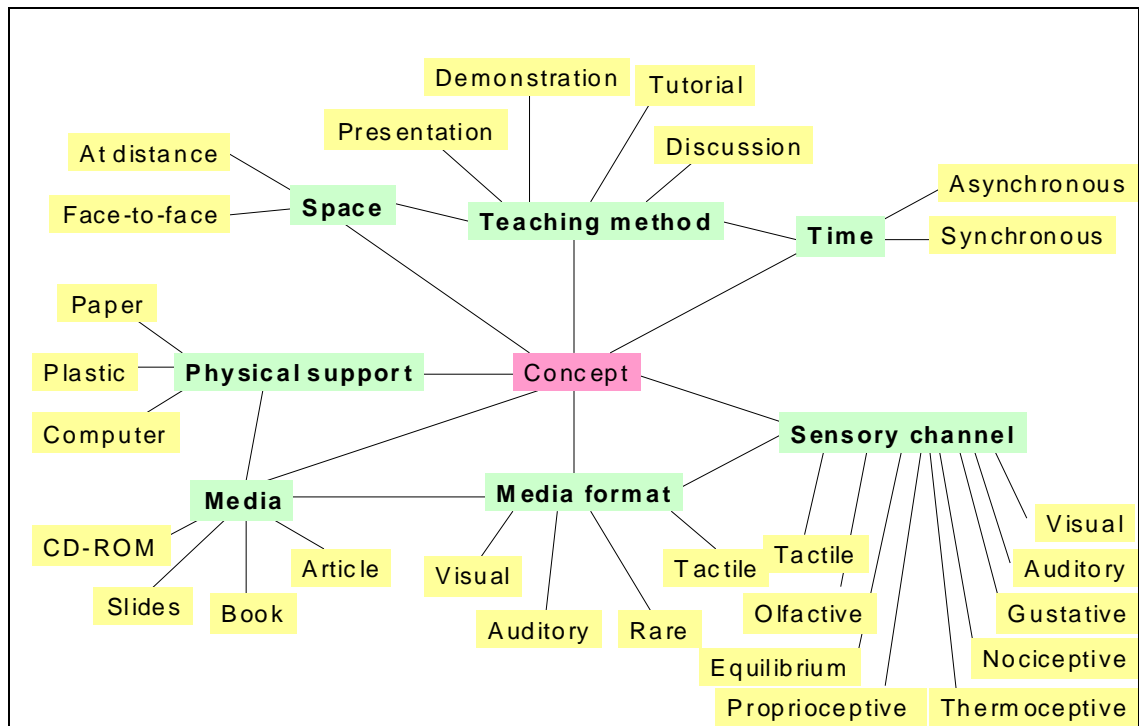 Demonstration
Tutorial
Presentation
Discussion
At distance
Asynchronous
Face-to-face
Space
Teaching method
Time
Synchronous
Paper
Plastic
Physical support
Concept
Computer
Sensory channel
Media
Media format
Visual
CD-ROM
Article
Visual
Tactile
Tactile
Auditory
Slides
Book
Auditory
Rare
Olfactive
Gustative
Equilibrium
Nociceptive
Proprioceptive
Thermoceptive